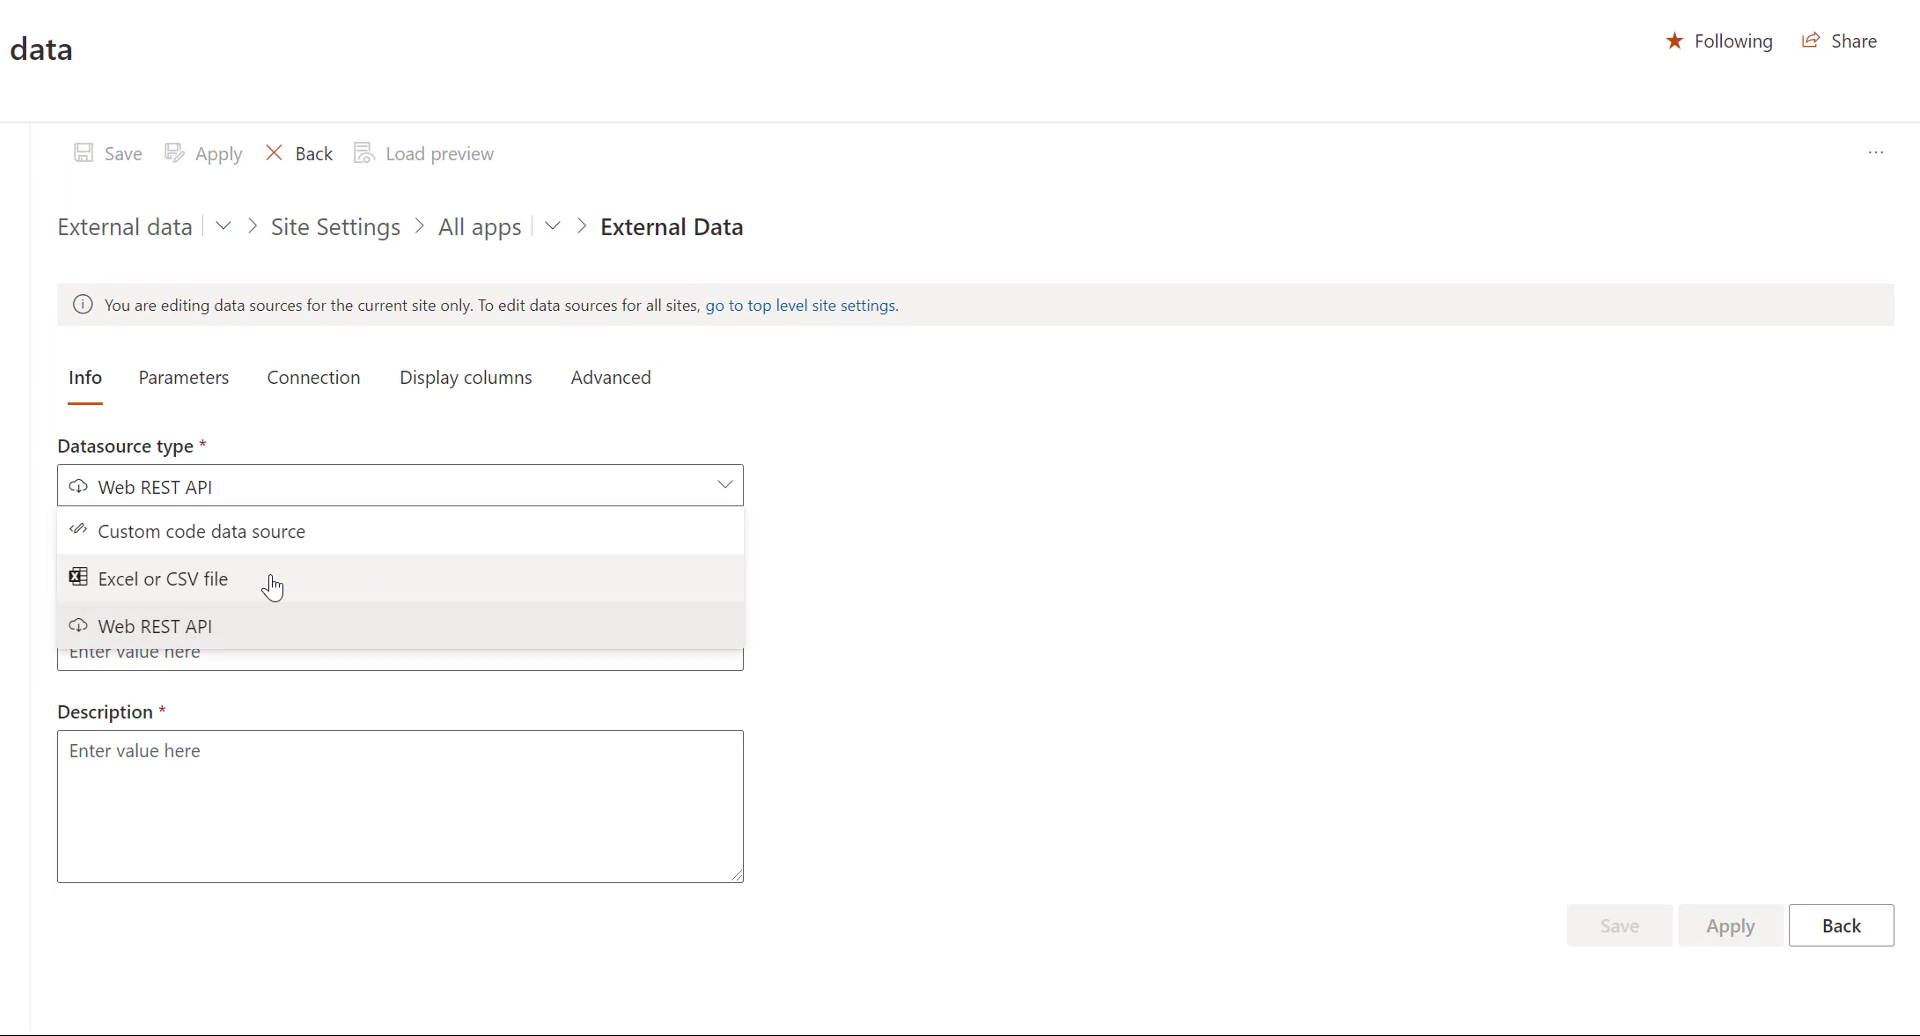 data
Following
Share
Save Apply Back Load preview
External data > Site Settings > All apps > External Data
You are editing data sources for the current site only. To edit data sources for all sites, go to top level site settings.
Info Parameters Connection Display columns Advanced
Datasource type *
Web REST API
Custom code data source
Excel or CSV file
Web REST API
Enter value here
Description *
Enter value here
Save Apply Back